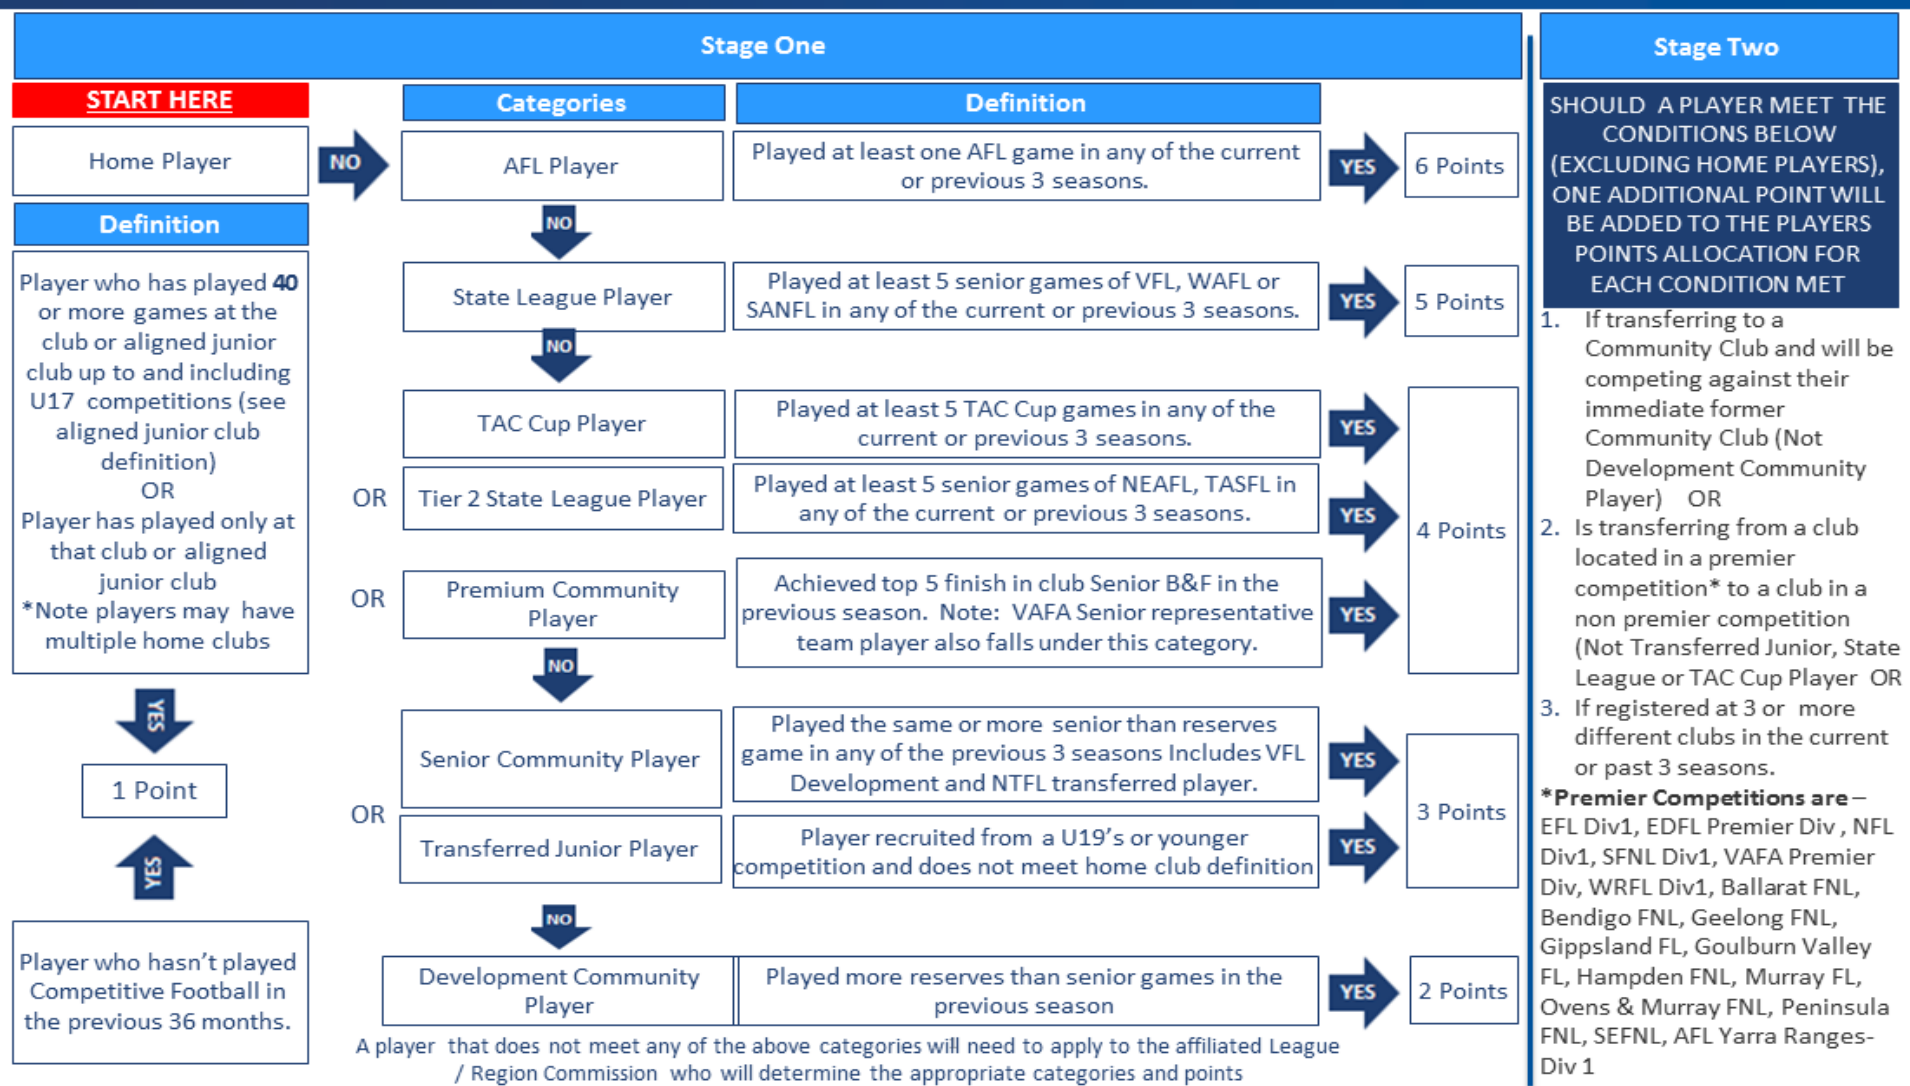 Stage One
START HERE
Home Player
Definition
Player who has played 40
or more games at the
club or aligned junior
club up to and including
U17 competitions (see
aligned junior club
definition)
OR
Player has played only at
that club or aligned
junior club
*Note players may have
multiple home clubs
YES
1 Point
YES
Player who hasn't played
Competitive Football in
the previous 36 months.
NO
Categories
Definition
AFL Player
Played at least one AFL game in any of the current
or previous 3 seasons.
YES
6 Points
NO
State League Player
Played at least 5 senior games of VFL, WAFL or
SANFL in any of the current or previous 3 seasons.
YES
5 Points
NO
TAC Cup Player
Played at least 5 TAC Cup games in any of the
current or previous 3 seasons.
YES
OR
Tier 2 State League Player
Played at least 5 senior games of NEAFL, TASFL in
any of the current or previous 3 seasons.
YES
4 Points
OR
Premium Community
Player
Achieved top 5 finish in club Senior B&F in the
previous season. Note: VAFA Senior representative
team player also falls under this category.
YES
NO
Senior Community Player
Played the same or more senior than reserves
game in any of the previous 3 seasons Includes VFL
Development and NTFL transferred player.
YES
OR
3 Points
Transferred Junior Player
Player recruited from a U19's or younger
competition and does not meet home club definition
YES
NO
Development Community
Player
Played more reserves than senior games in the
previous season
YES
2 Points
A player that does not meet any of the above categories will need to apply to the affiliated League
/ Region Commission who will determine the appropriate categories and points
Stage Two
SHOULD A PLAYER MEET THE
CONDITIONS BELOW
(EXCLUDING HOME PLAYERS),
ONE ADDITIONAL POINT WILL
BE ADDED TO THE PLAYERS
POINTS ALLOCATION FOR
EACH CONDITION MET
1. If transferring to a
Community Club and will be
competing against their
immediate former
Community Club (Not
Development Community
Player) OR
2. Is transferring from a club
located in a premier
competition* to a club in a
non premier competition
(Not Transferred Junior, State
League or TAC Cup Player OR
3. If registered at 3 or more
different clubs in the current
or past 3 seasons.
*Premier Competitions are –
EFL Div1, EDFL Premier Div , NFL
Div1, SFNL Div1, VAFA Premier
Div, WRFL Div1, Ballarat FNL,
Bendigo FNL, Geelong FNL,
Gippsland FL, Goulburn Valley
FL, Hampden FNL, Murray FL,
Ovens & Murray FNL, Peninsula
FNL, SEFNL, AFL Yarra Ranges-
Div 1